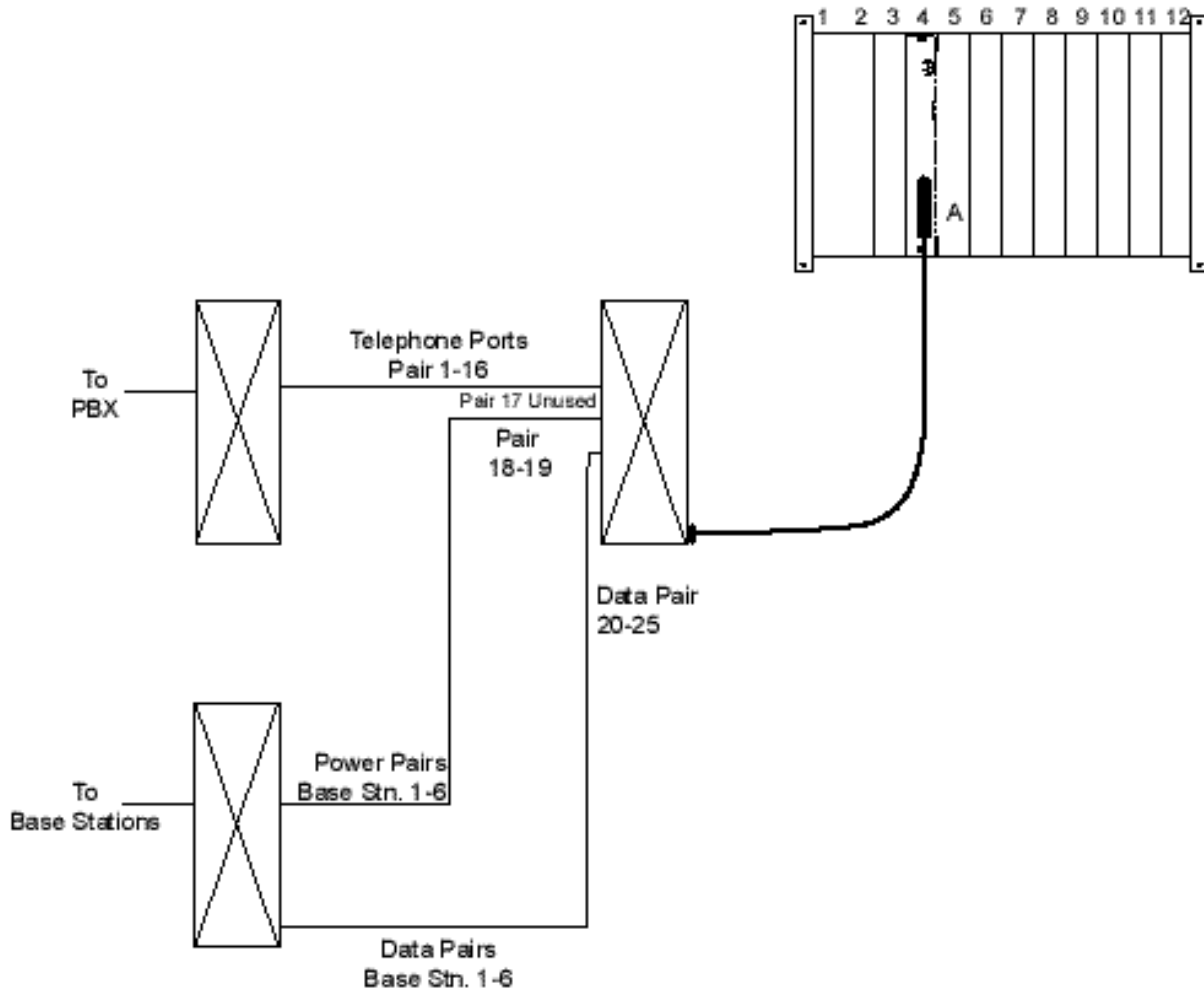 1 2 3 4 5 6 7 8 9 10 11 12
A
Telephone Ports
Pair 1-16
To
PBX
Pair 17 Unused
Pair
18-19
Data Pair
20-25
Power Pairs
Base Stn. 1-6
To
Base Stations
Data Pairs
Base Stn. 1-6